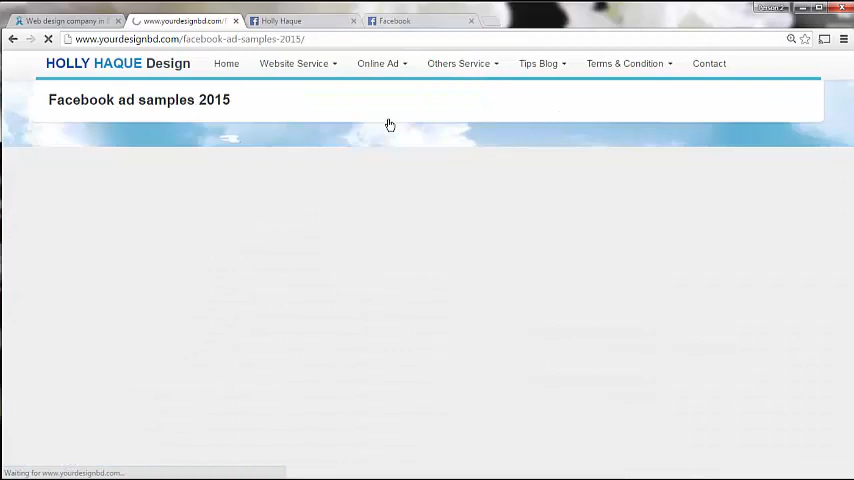 Web design company in
www.yourdesignbd.com/f
Holly Haque
Facebook
www.yourdesignbd.com/facebook-ad-samples-2015/
HOLLY HAQUE Design
Home
Website Service
Online Ad
Others Service
Tips Blog
Terms & Condition
Contact
Facebook ad samples 2015
Waiting for www.yourdesignbd.com...